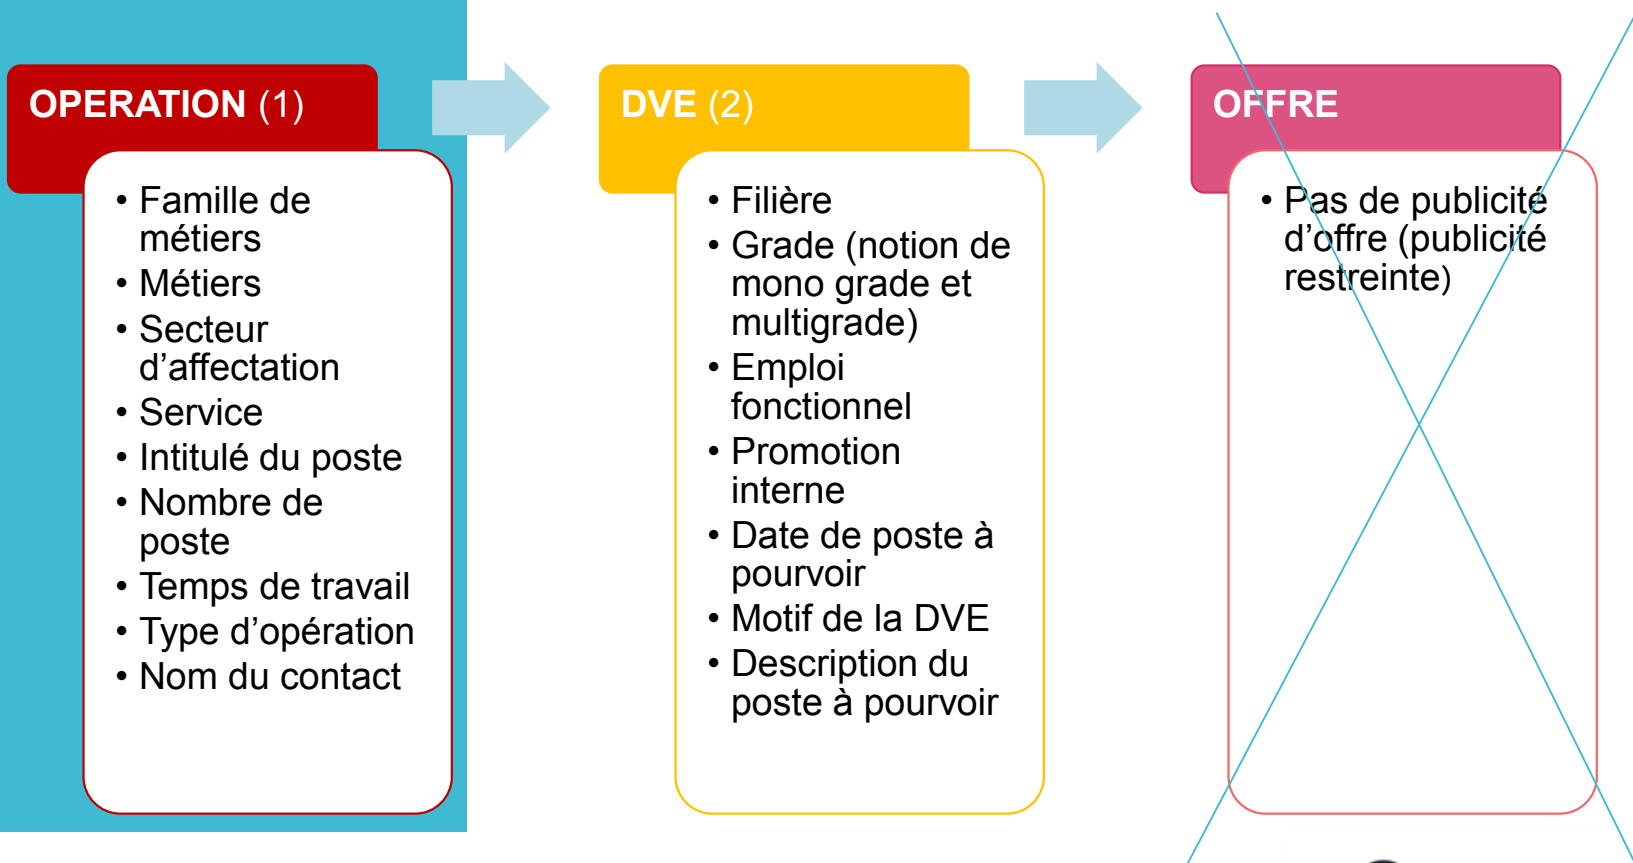 OPERATION (1)
• Famille de
métiers
• Métiers
• Secteur
d’affectation
• Service
• Intitulé du poste
• Nombre de
poste
• Temps de travail
• Type d’opération
• Nom du contact
DVE (2)
• Filière
• Grade (notion de
mono grade et
multigrade)
• Emploi
fonctionnel
• Promotion
interne
• Date de poste à
pourvoir
• Motif de la DVE
• Description du
poste à pourvoir
OFFRE
• Pas de publicité
d’offre (publicité
restreinte)